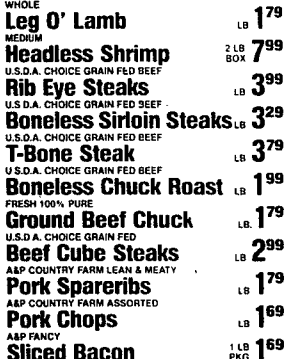 WHOLE
Leg O' Lamb LB 1 79
MEDIUM
Headless Shrimp 2 LB BOX 7 99
U.S.D.A. CHOICE GRAIN FED BEEF
Rib Eye Steaks LB 3 99
U.S.D.A. CHOICE GRAIN FED BEEF
Boneless Sirloin Steaks LB 3 29
U.S.D.A. CHOICE GRAIN FED BEEF
T-Bone Steak LB 3 79
U.S.D.A. CHOICE GRAIN FED BEEF
Boneless Chuck Roast LB 1 99
FRESH 100% PURE
Ground Beef Chuck LB. 1 79
U.S.D.A. CHOICE GRAIN FED
Beef Cube Steaks LB 2 99
A&P COUNTRY FARM LEAN & MEATY
Pork Spareribs LB 1 79
A&P COUNTRY FARM ASSORTED
Pork Chops LB 1 69
A&P FANCY
Sliced Bacon 1 LB PKG 1 69